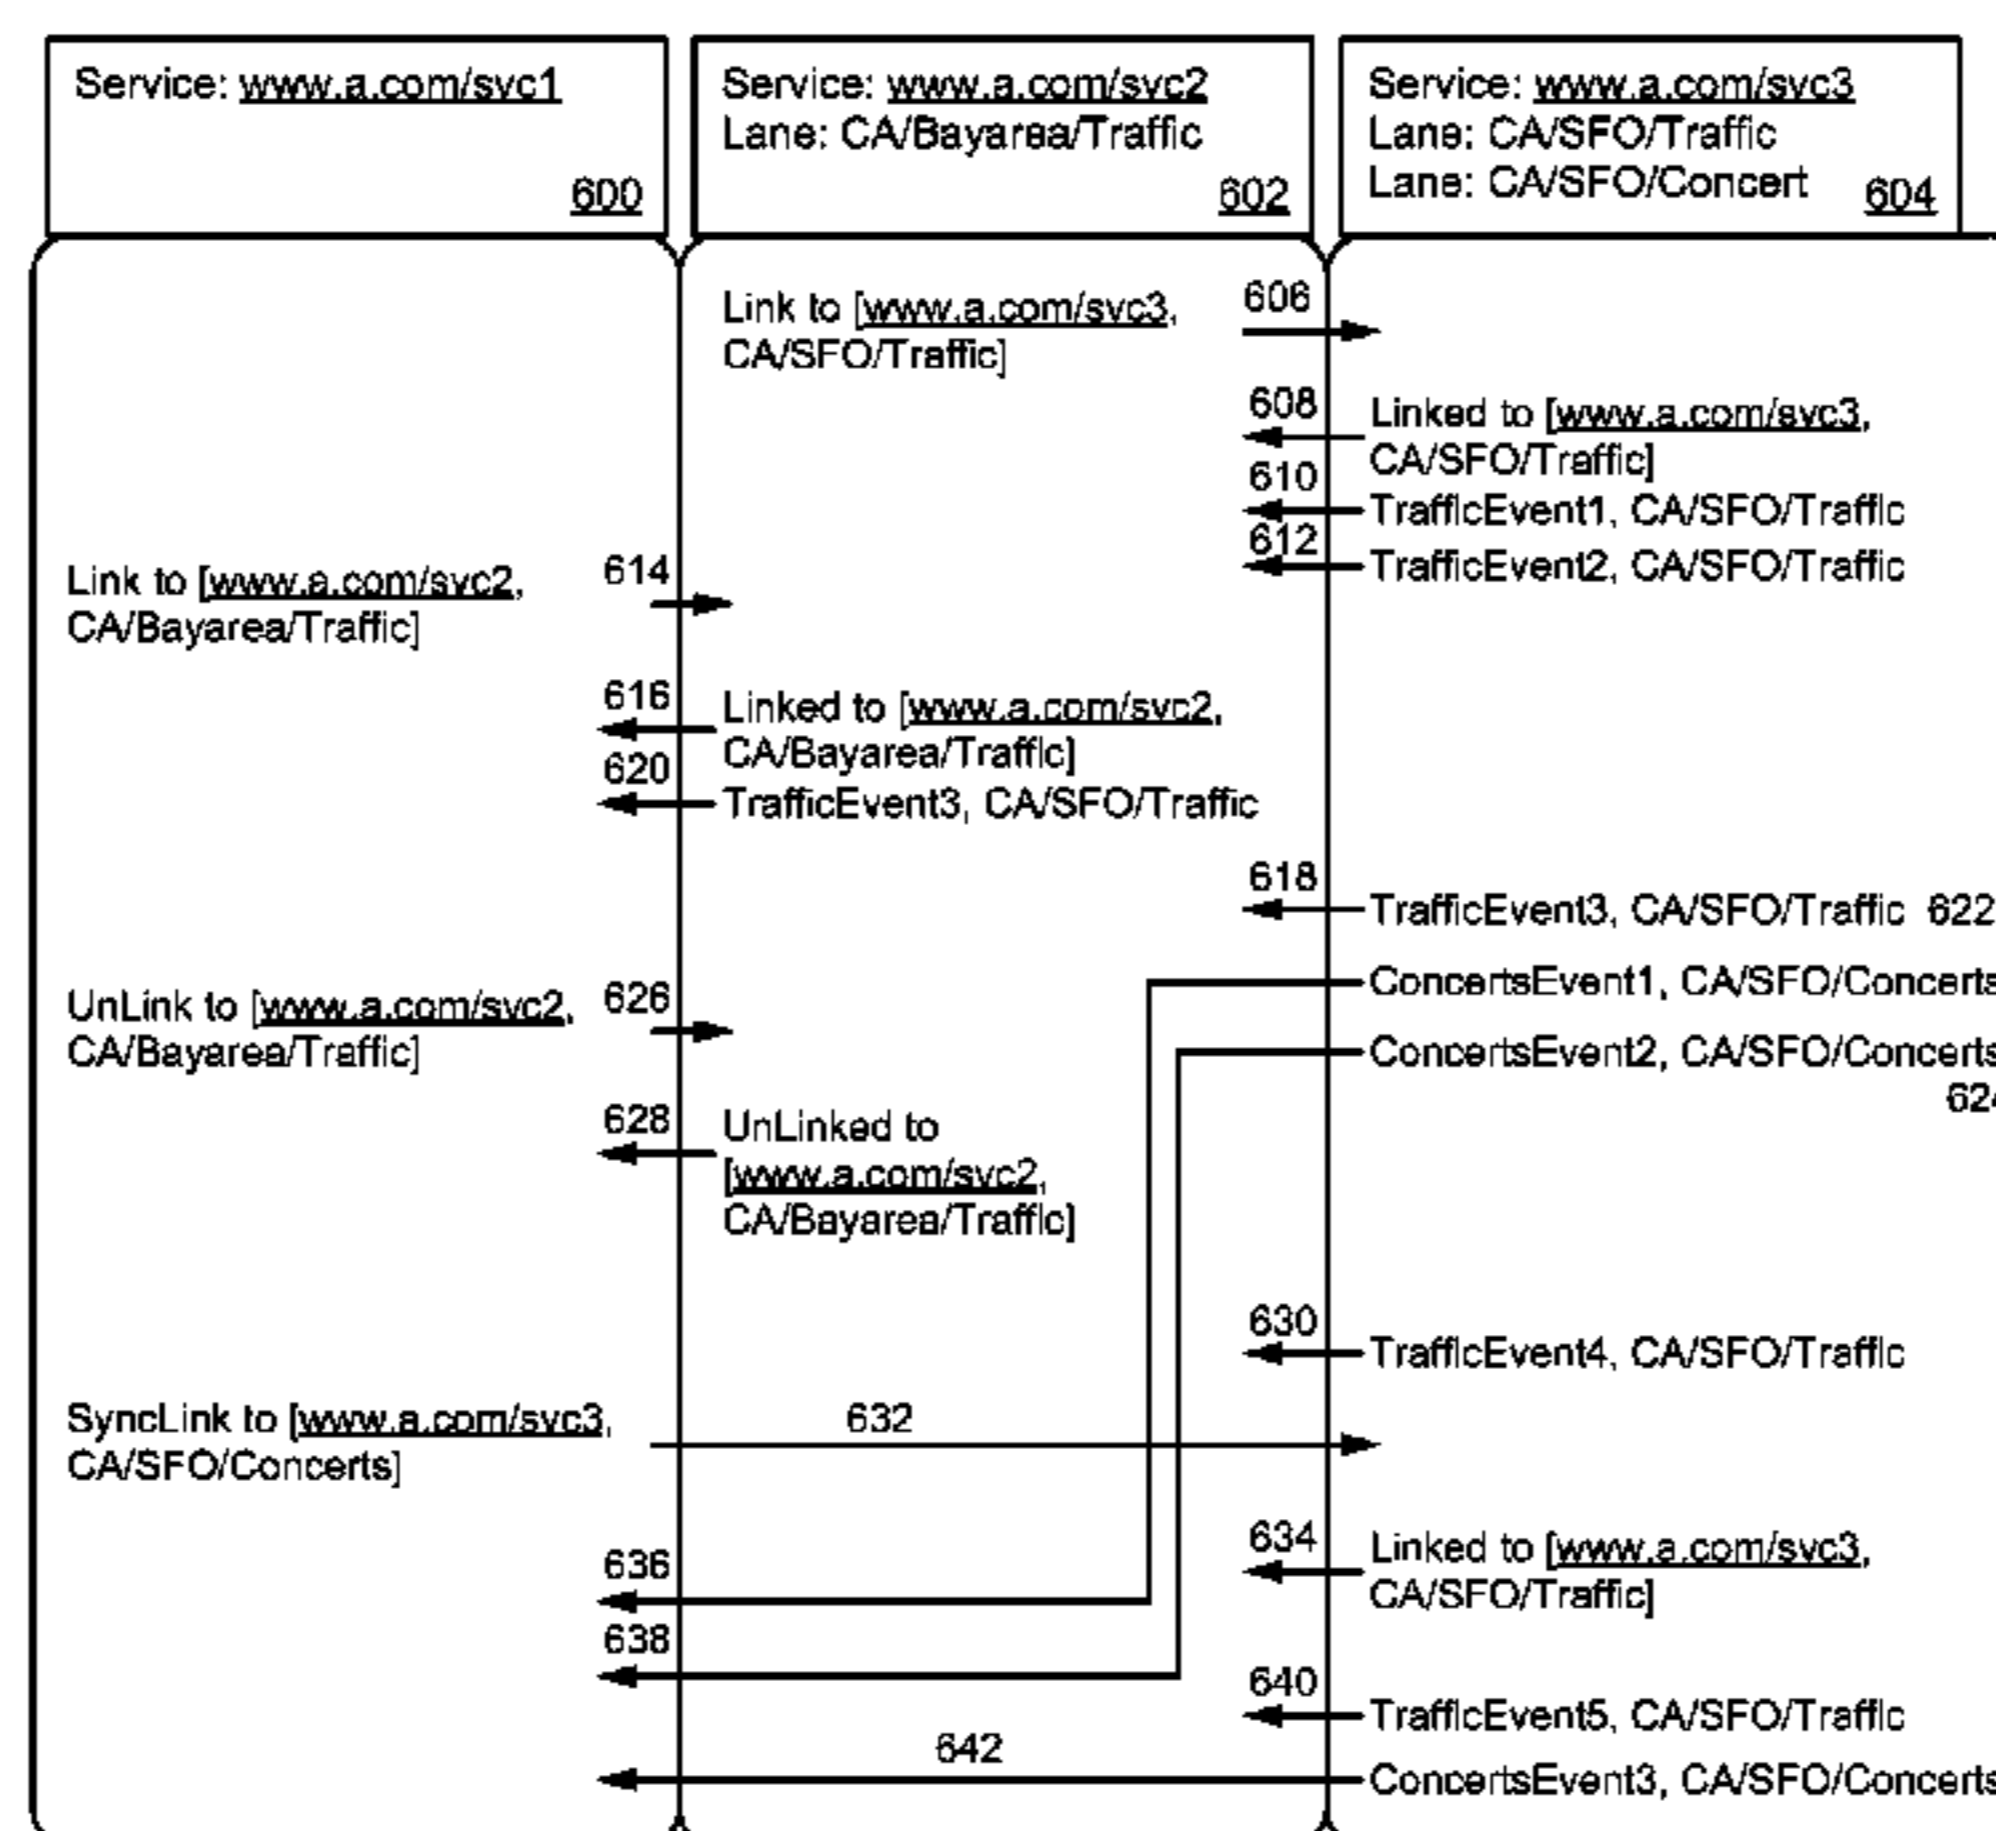 Service: www.a.com/svc1
600
Service: www.a.com/svc2
Lane: CA/Bayarea/Traffic
602
Service: www.a.com/svc3
Lane: CA/SFO/Traffic
Lane: CA/SFO/Concert
604
Link to [www.a.com/svc3,
CA/SFO/Traffic]
606
608
Linked to [www.a.com/svc3,
CA/SFO/Traffic]
610
TrafficEvent1, CA/SFO/Traffic
612
TrafficEvent2, CA/SFO/Traffic
Link to [www.a.com/svc2,
CA/Bayarea/Traffic]
614
616
Linked to [www.a.com/svc2,
CA/Bayarea/Traffic]
620
TrafficEvent3, CA/SFO/Traffic
618
TrafficEvent3, CA/SFO/Traffic 622
ConcertsEvent1, CA/SFO/Concerts
UnLink to [www.a.com/svc2,
CA/Bayarea/Traffic]
626
ConcertsEvent2, CA/SFO/Concerts
624
628
UnLinked to
[www.a.com/svc2,
CA/Bayarea/Traffic]
630
TrafficEvent4, CA/SFO/Traffic
SyncLink to [www.a.com/svc3,
CA/SFO/Concerts]
632
634
Linked to [www.a.com/svc3,
CA/SFO/Traffic]
636
638
640
TrafficEvent5, CA/SFO/Traffic
642
ConcertsEvent3, CA/SFO/Concerts